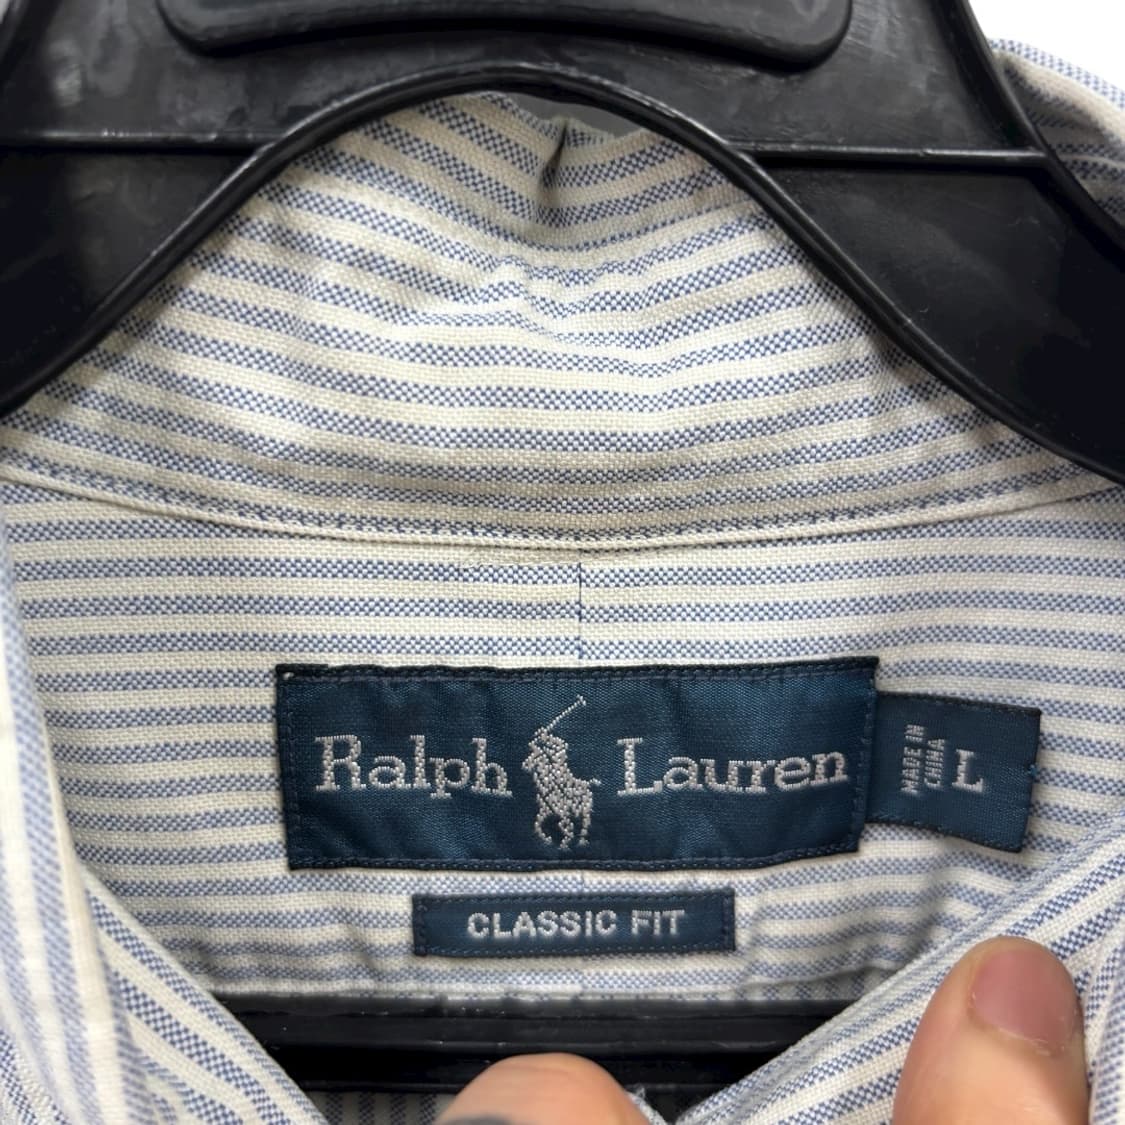 Ralph Lauren
MADE IN
CHINA
L
CLASSIC FIT